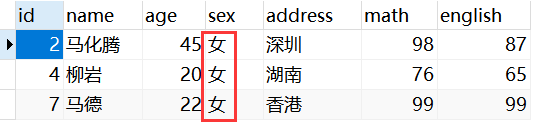 id name age sex address math english
2 马化腾 45 女 深圳 98 87
4 柳岩 20 女 湖南 76 65
7 马德 22 女 香港 99 99